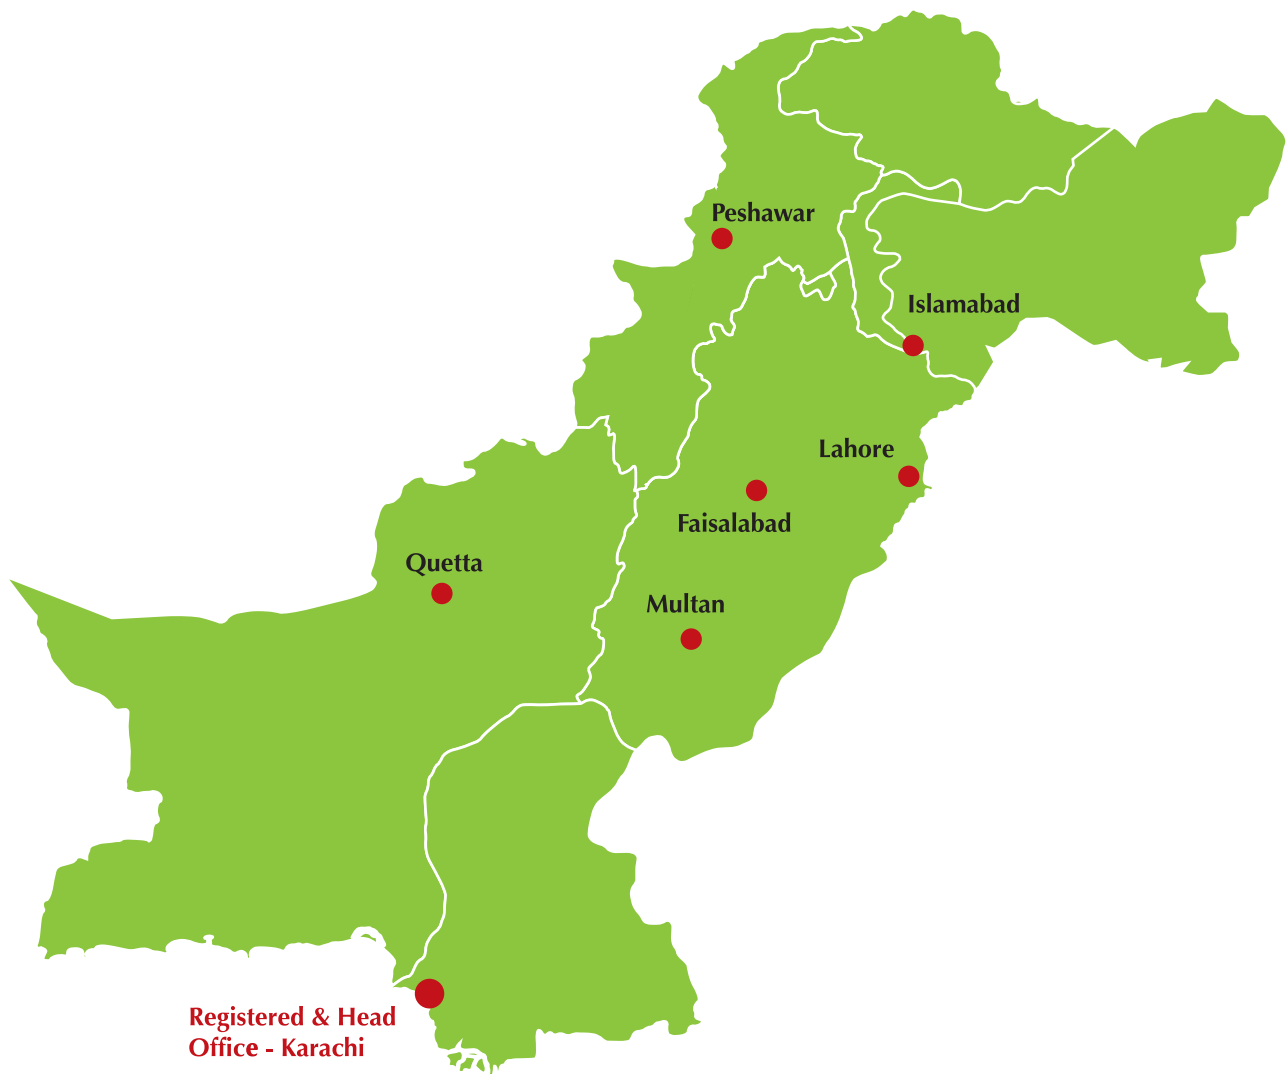 Peshawar
Islamabad
Lahore
Faisalabad
Quetta
Multan
Registered & Head
Office - Karachi